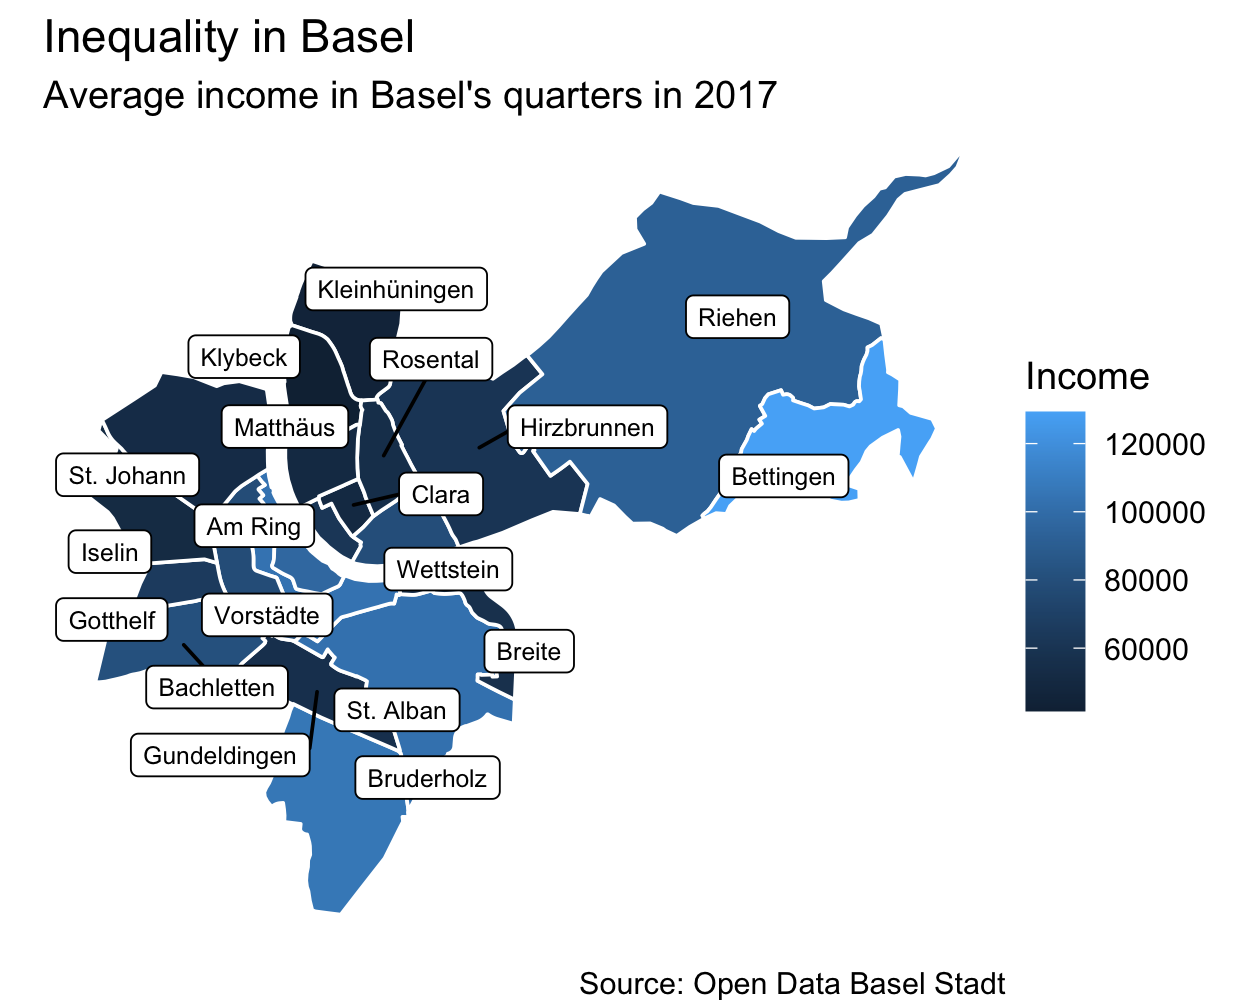 Inequality in Basel
Average income in Basel's quarters in 2017
Kleinhüningen
Riehen
Klybeck
Rosental
Income
Matthäus
Hirzbrunnen
120000
St. Johann
Bettingen
Clara
100000
Am Ring
Iselin
Wettstein
80000
Gotthelf
Vorstädte
Breite
60000
Bachletten
St. Alban
Gundeldingen
Bruderholz
Source: Open Data Basel Stadt